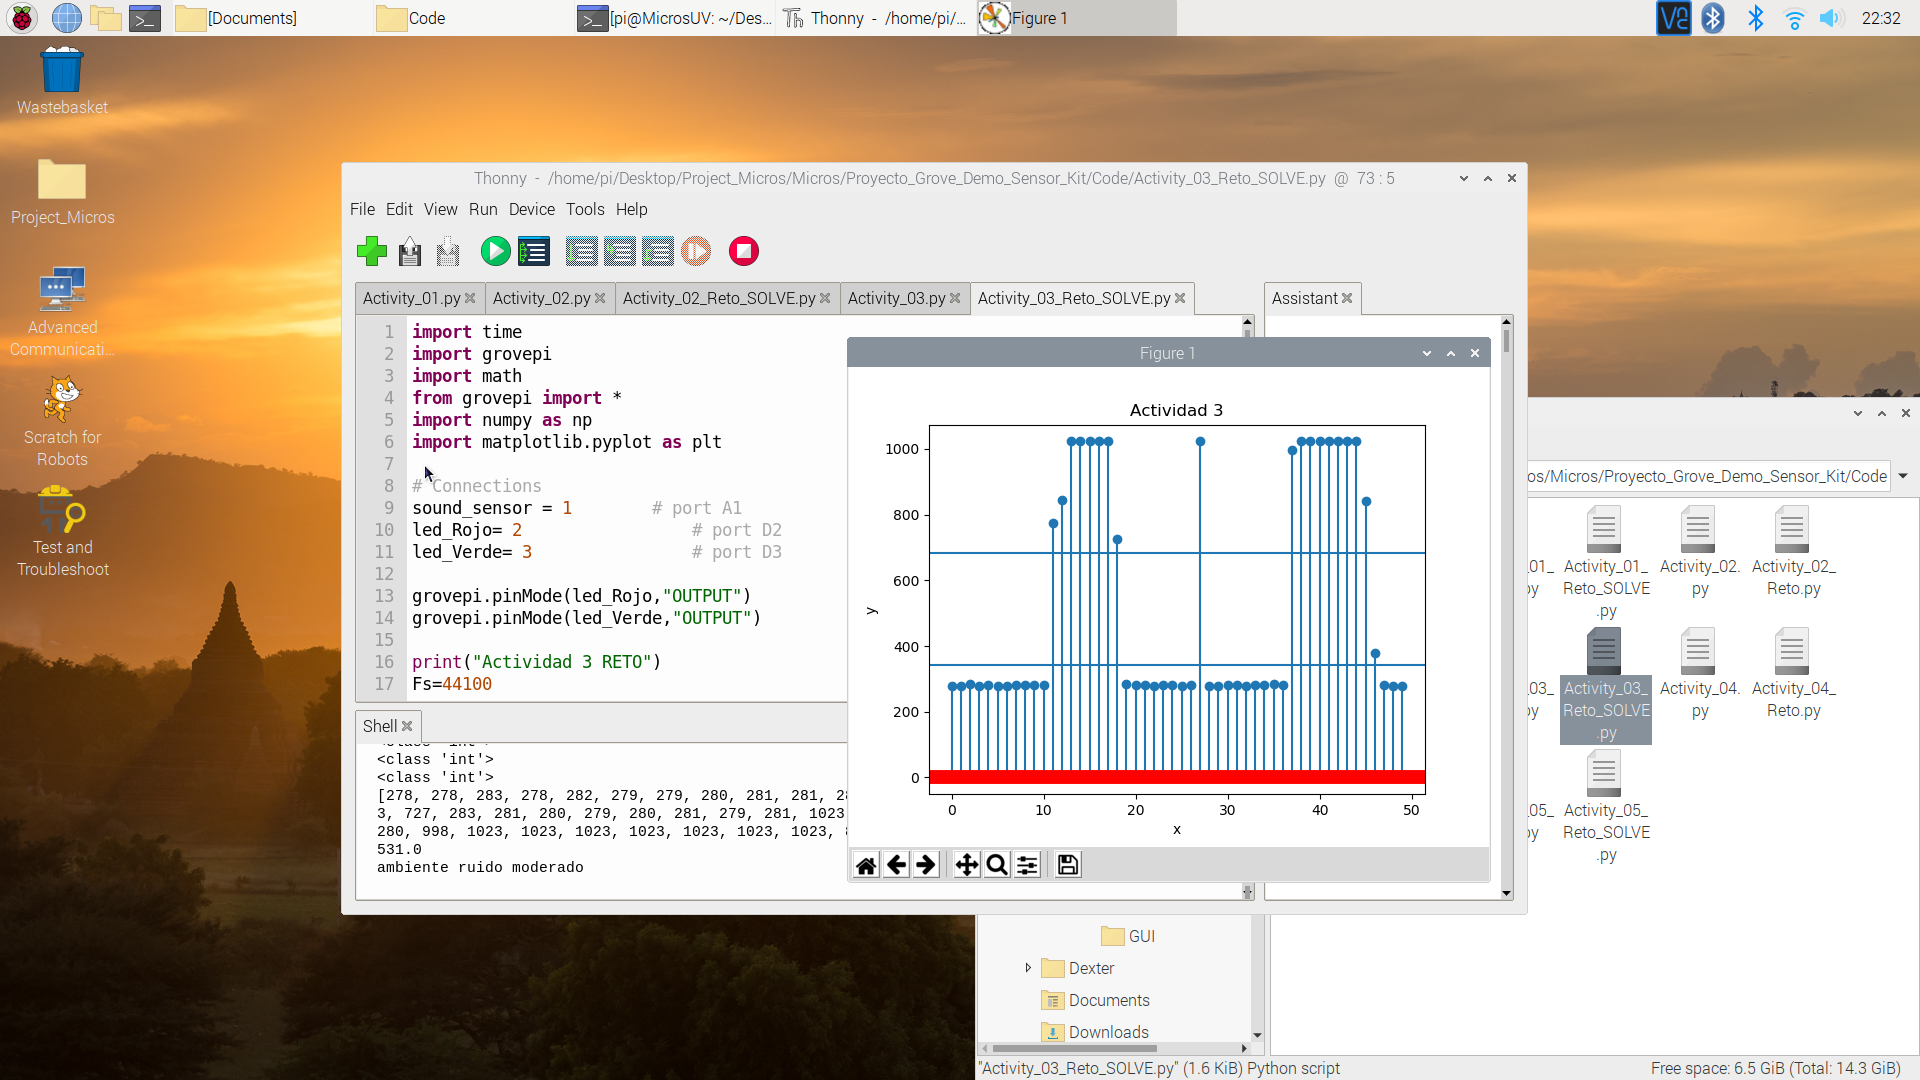 [Documents]
Code
[pi@MicrosUV: ~/Des...
Thonny - /home/pi/...
Figure 1
22:32
Wastebasket
Project_Micros
Advanced
Communicati...
Scratch for
Robots
Test and
Troubleshoot
Thonny - /home/pi/Desktop/Project_Micros/Micros/Proyecto_Grove_Demo_Sensor_Kit/Code/Activity_03_Reto_SOLVE.py @ 73 : 5
File Edit View Run Device Tools Help
Activity_01.py
Activity_02.py
Activity_02_Reto_SOLVE.py
Activity_03.py
Activity_03_Reto_SOLVE.py
Assistant
1 import time
2 import grovepi
3 import math
4 from grovepi import *
5 import numpy as np
6 import matplotlib.pyplot as plt
7
8 # Connections
9 sound_sensor = 1 # port A1
10 led_Rojo= 2 # port D2
11 led_Verde= 3 # port D3
12
13 grovepi.pinMode(led_Rojo,"OUTPUT")
14 grovepi.pinMode(led_Verde,"OUTPUT")
15
16 print("Actividad 3 RETO")
17 Fs=44100
Shell
<class 'int'>
<class 'int'>
[278, 278, 283, 278, 282, 279, 279, 280, 281, 281, 2
3, 727, 283, 281, 280, 279, 280, 281, 279, 281, 1023
280, 998, 1023, 1023, 1023, 1023, 1023, 1023, 1023,
531.0
ambiente ruido moderado
Figure 1
Actividad 3
1000
800
600
400
200
0
y
0 10 20 30 40 50
x
os/Micros/Proyecto_Grove_Demo_Sensor_Kit/Code
01_
py
Activity_01_
Reto_SOLVE
.py
Activity_02.
py
Activity_02_
Reto.py
03_
py
Activity_03_
Reto_SOLVE
.py
Activity_04.
py
Activity_04_
Reto.py
05_
py
Activity_05_
Reto_SOLVE
.py
GUI
Dexter
Documents
Downloads
"Activity_03_Reto_SOLVE.py" (1.6 KiB) Python script
Free space: 6.5 GiB (Total: 14.3 GiB)